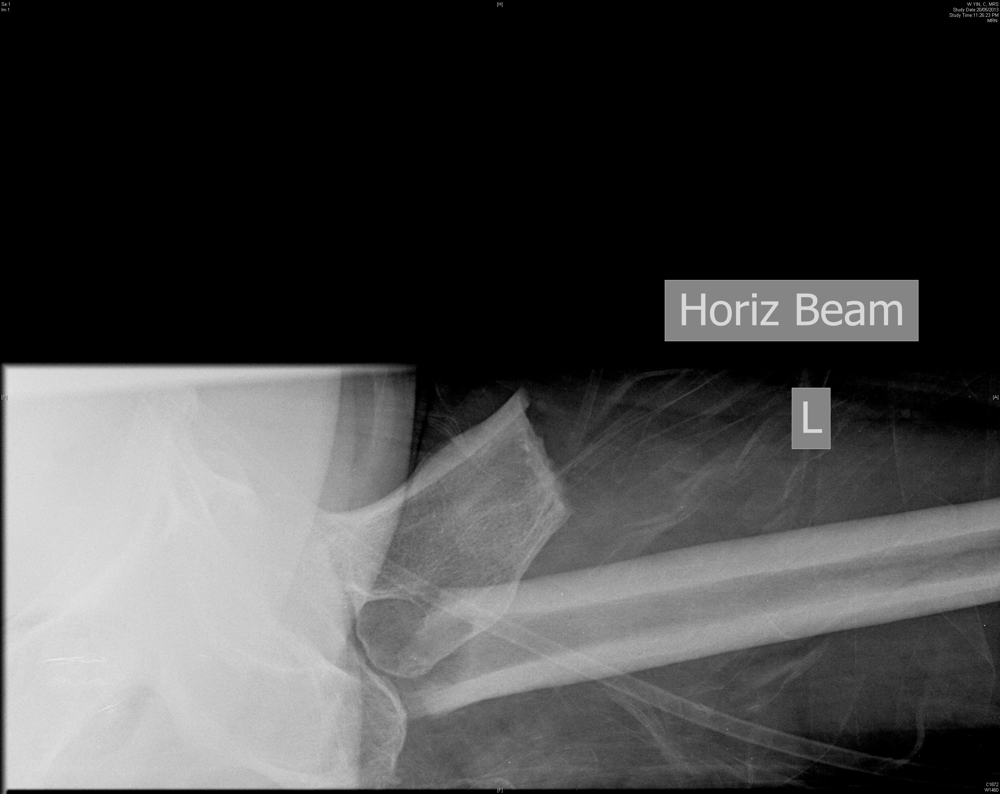 Se:1
Im:1
[H]
W.YIN, C, MRS
Study Date:20/05/2013
Study Time:11:26:23 PM
MRN:
Horiz Beam
L
[P]
[A]
[F]
C1872
W1460